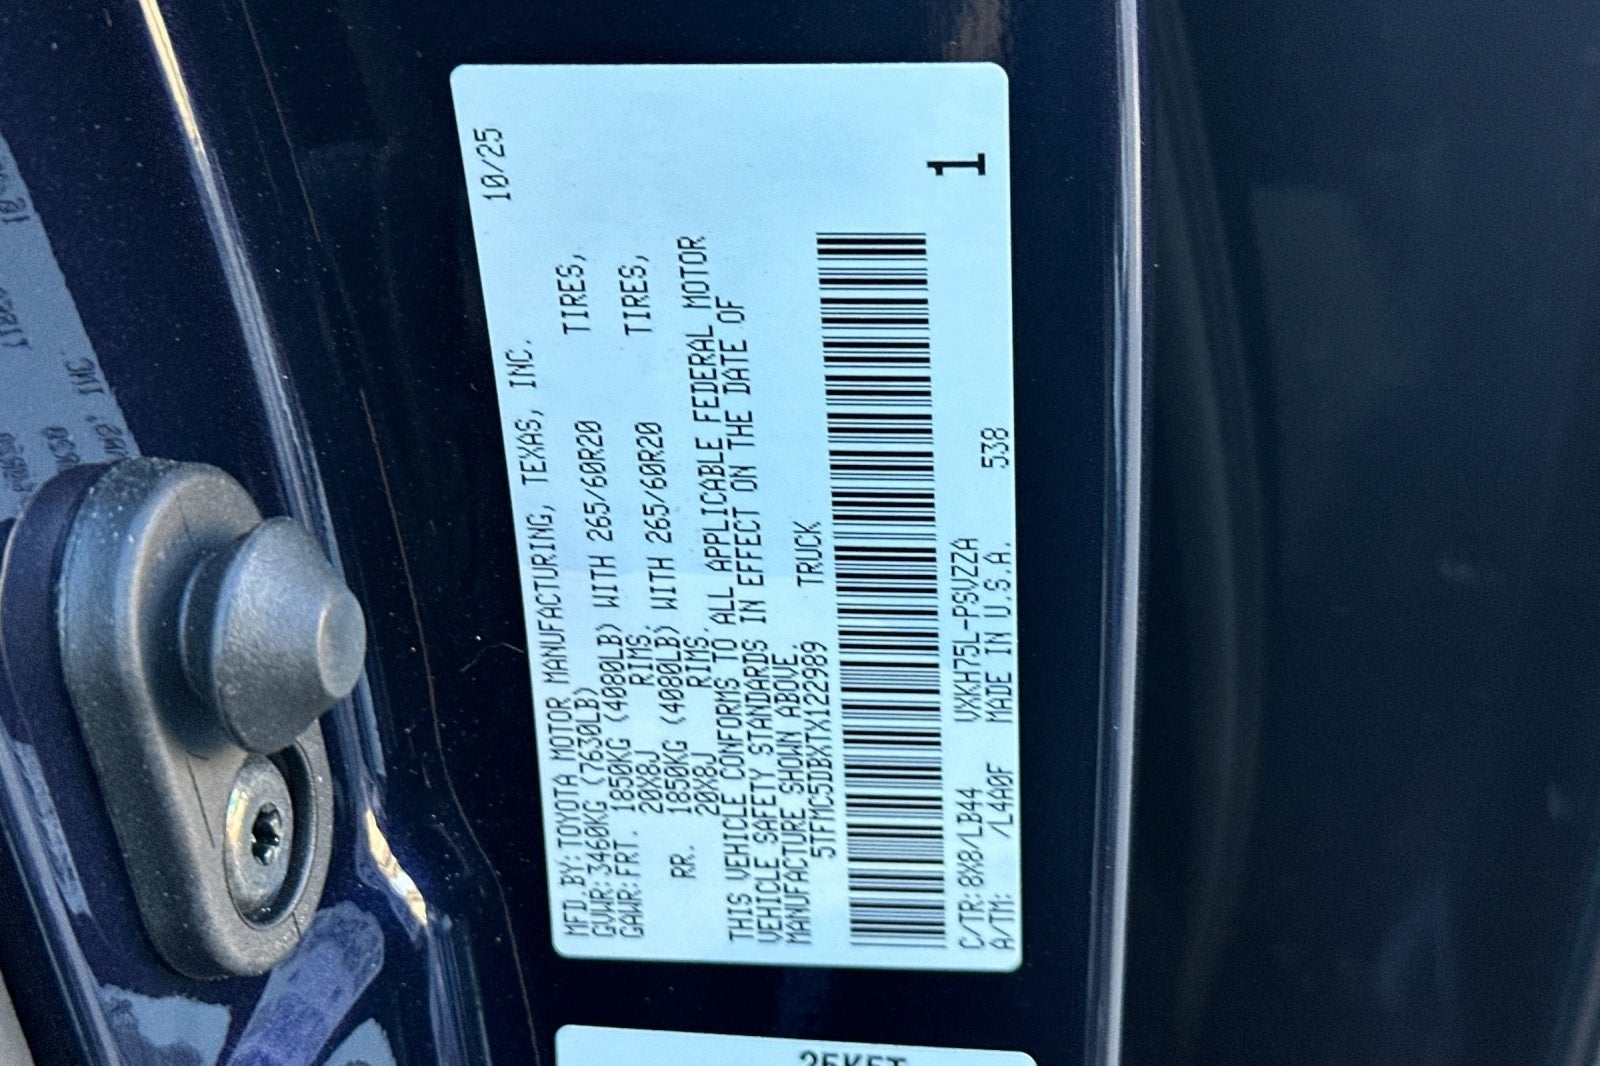 MFD.BY:TOYOTA MOTOR MANUFACTURING, TEXAS, INC. 10/25
GVWR:3460KG (7630LB)
GAWR:FRT. 1850KG (4080LB) WITH 265/60R20 TIRES,
20X8J RIMS,
RR. 1850KG (4080LB) WITH 265/60R20 TIRES,
20X8J RIMS.
THIS VEHICLE CONFORMS TO ALL APPLICABLE FEDERAL MOTOR
VEHICLE SAFETY STANDARDS IN EFFECT ON THE DATE OF
MANUFACTURE SHOWN ABOVE.
5TFMC5DBXTX122989 TRUCK
C/TR:8X8/LB44 VXKH75L-PSVZZA
A/TM: /L4A0F MADE IN U.S.A. 538
1